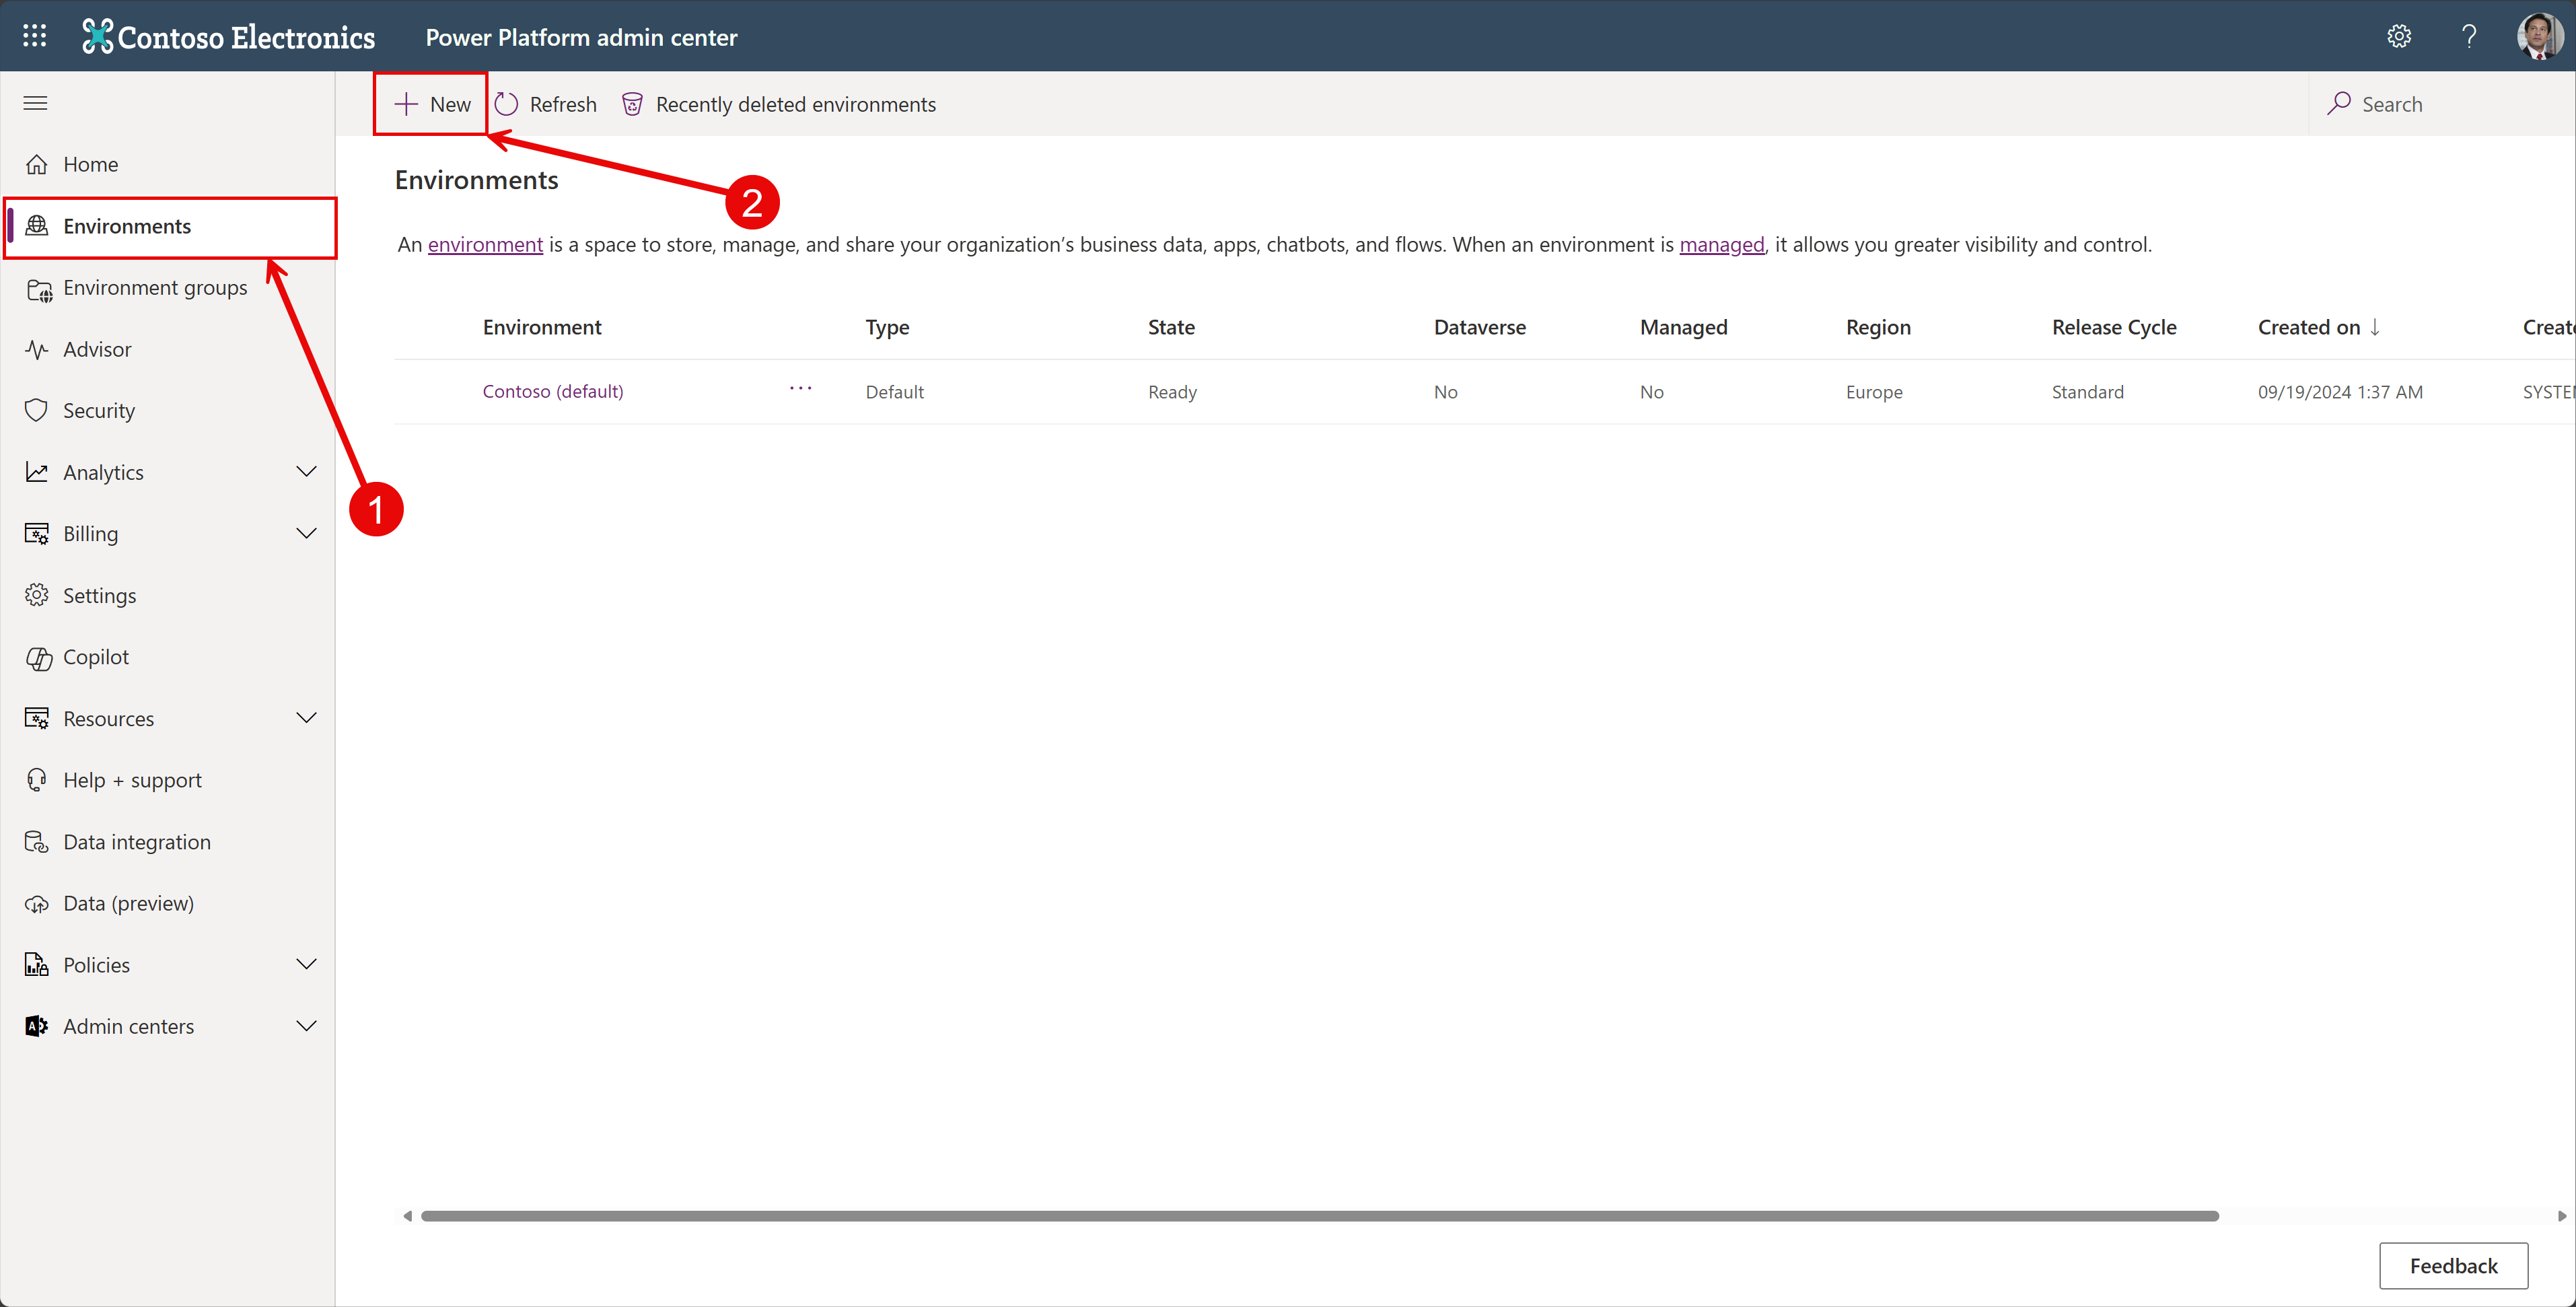 Contoso Electronics
Power Platform admin center
New
Refresh
Recently deleted environments
Search
Home
Environments
Environment groups
Advisor
Security
Analytics
Billing
Settings
Copilot
Resources
Help + support
Data integration
Data (preview)
Policies
Admin centers
1
2
Environments
An environment is a space to store, manage, and share your organization's business data, apps, chatbots, and flows. When an environment is managed, it allows you greater visibility and control.
Environment Type State Dataverse Managed Region Release Cycle Created on ↓ Create
Contoso (default) ··· Default Ready No No Europe Standard 09/19/2024 1:37 AM SYSTE
Feedback